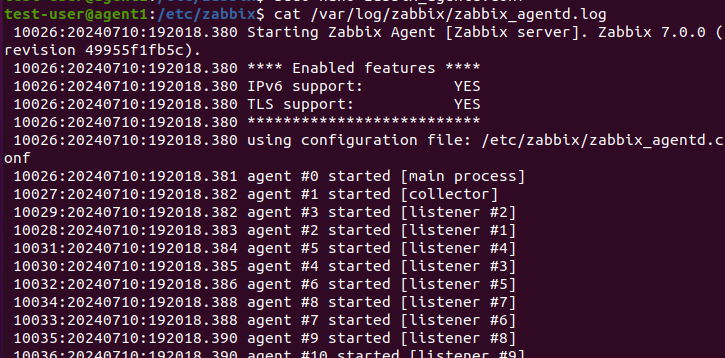 test-user@agent1:/etc/zabbix$ cat /var/log/zabbix/zabbix_agentd.log
10026:20240710:192018.380 Starting Zabbix Agent [Zabbix server]. Zabbix 7.0.0 (
revision 49955f1fb5c).
10026:20240710:192018.380 **** Enabled features ****
10026:20240710:192018.380 IPv6 support:          YES
10026:20240710:192018.380 TLS support:           YES
10026:20240710:192018.380 **************************
10026:20240710:192018.380 using configuration file: /etc/zabbix/zabbix_agentd.c
onf
10026:20240710:192018.381 agent #0 started [main process]
10027:20240710:192018.382 agent #1 started [collector]
10029:20240710:192018.382 agent #3 started [listener #2]
10028:20240710:192018.383 agent #2 started [listener #1]
10031:20240710:192018.384 agent #5 started [listener #4]
10030:20240710:192018.385 agent #4 started [listener #3]
10032:20240710:192018.386 agent #6 started [listener #5]
10034:20240710:192018.388 agent #8 started [listener #7]
10033:20240710:192018.388 agent #7 started [listener #6]
10035:20240710:192018.390 agent #9 started [listener #8]
10036:20240710:192018.390 agent #10 started [listener #9]